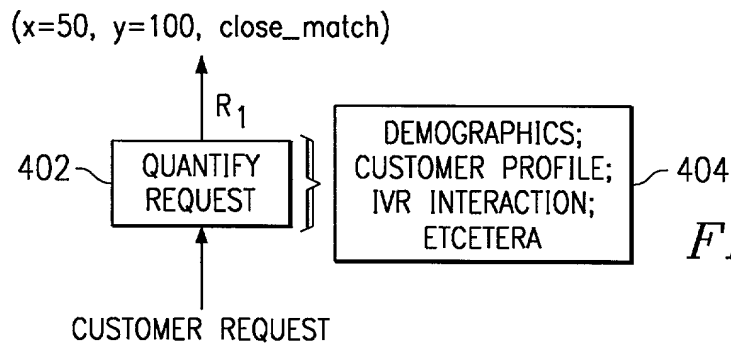 (x=50, y=100, close_match)
R1
402
QUANTIFY
REQUEST
DEMOGRAPHICS;
CUSTOMER PROFILE;
IVR INTERACTION;
ETCETERA
404
CUSTOMER REQUEST